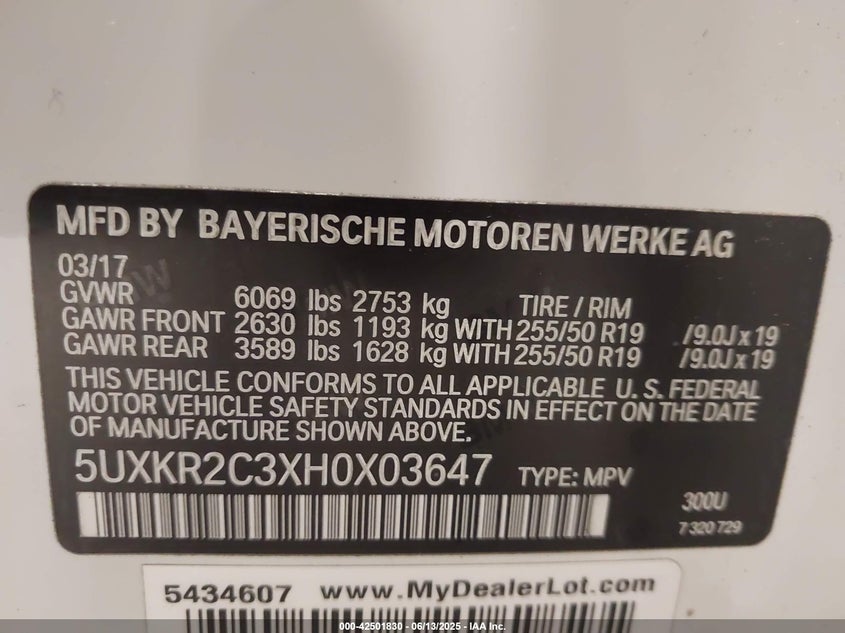 MFD BY BAYERISCHE MOTOREN WERKE AG
03/17
GVWR 6069 lbs 2753 kg TIRE / RIM
GAWR FRONT 2630 lbs 1193 kg WITH 255/50 R19 /9.0J x 19
GAWR REAR 3589 lbs 1628 kg WITH 255/50 R19 /9.0J x 19
THIS VEHICLE CONFORMS TO ALL APPLICABLE U. S. FEDERAL
MOTOR VEHICLE SAFETY STANDARDS IN EFFECT ON THE DATE
OF MANUFACTURE SHOWN ABOVE.
5UXKR2C3XH0X03647 TYPE: MPV
300U
7 320 729
5434607 www.MyDealerLot.com
000-42501830 - 06/13/2025 - IAA Inc.